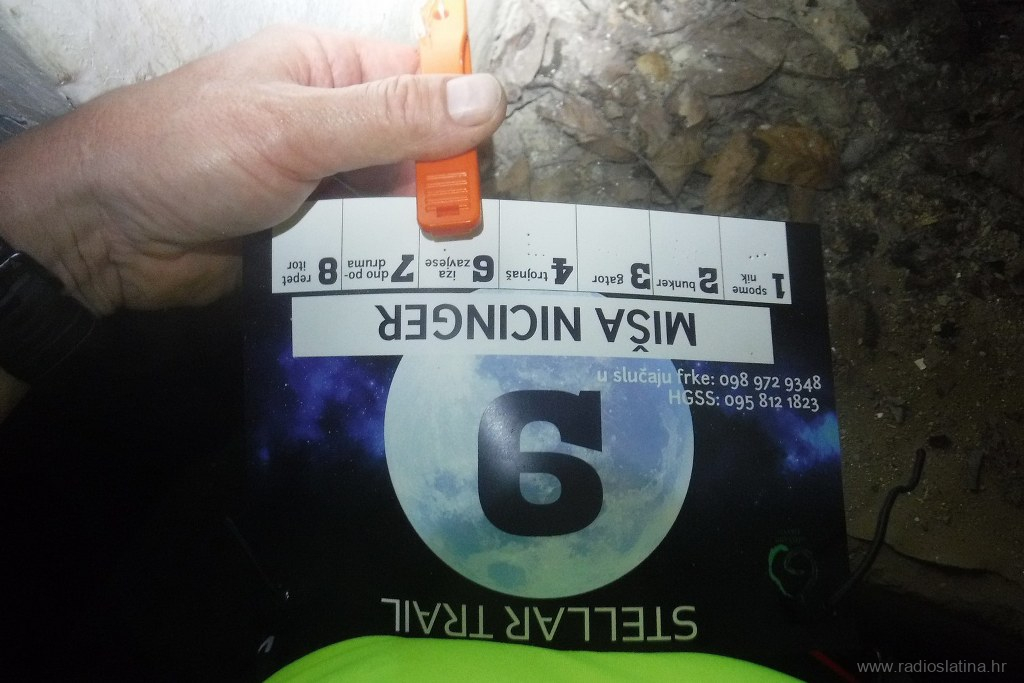 STELLAR TRAIL
9
u slučaju frke: 098 972 9348
HGSS: 095 812 1823
MIŠA NICINGER
1 spome
nik
2 bunker
3 gator
4 trojnaš
6 iza
zavjese
7 dno po-
druma
8 repet
itor
www.radioslatina.hr